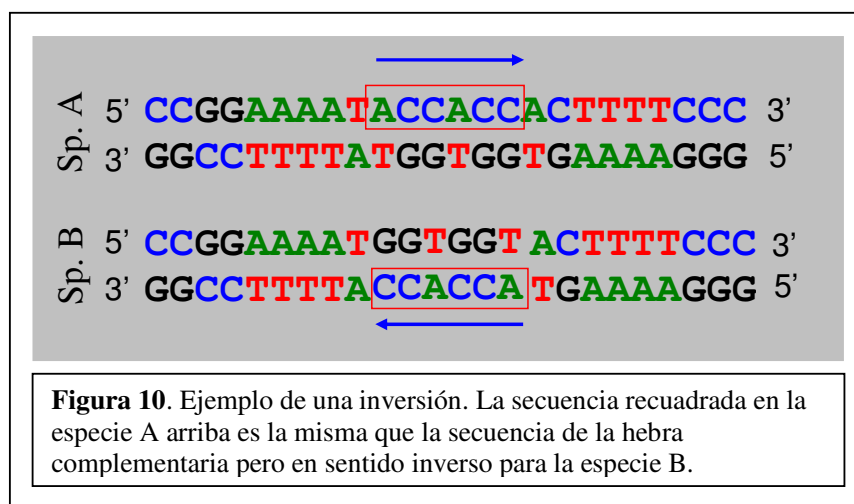 Sp. A
5’ CCGGAAAATACCACCACTTTTCCC 3’
3’ GGCCTTTTATGGTGGTGAAAAGGG 5’
Sp. B
5’ CCGGAAAATGGTGGT ACTTTTCCC 3’
3’ GGCCTTTTACCACCA TGAAAAGGG 5’
Figura 10. Ejemplo de una inversión. La secuencia recuadrada en la
especie A arriba es la misma que la secuencia de la hebra
complementaria pero en sentido inverso para la especie B.